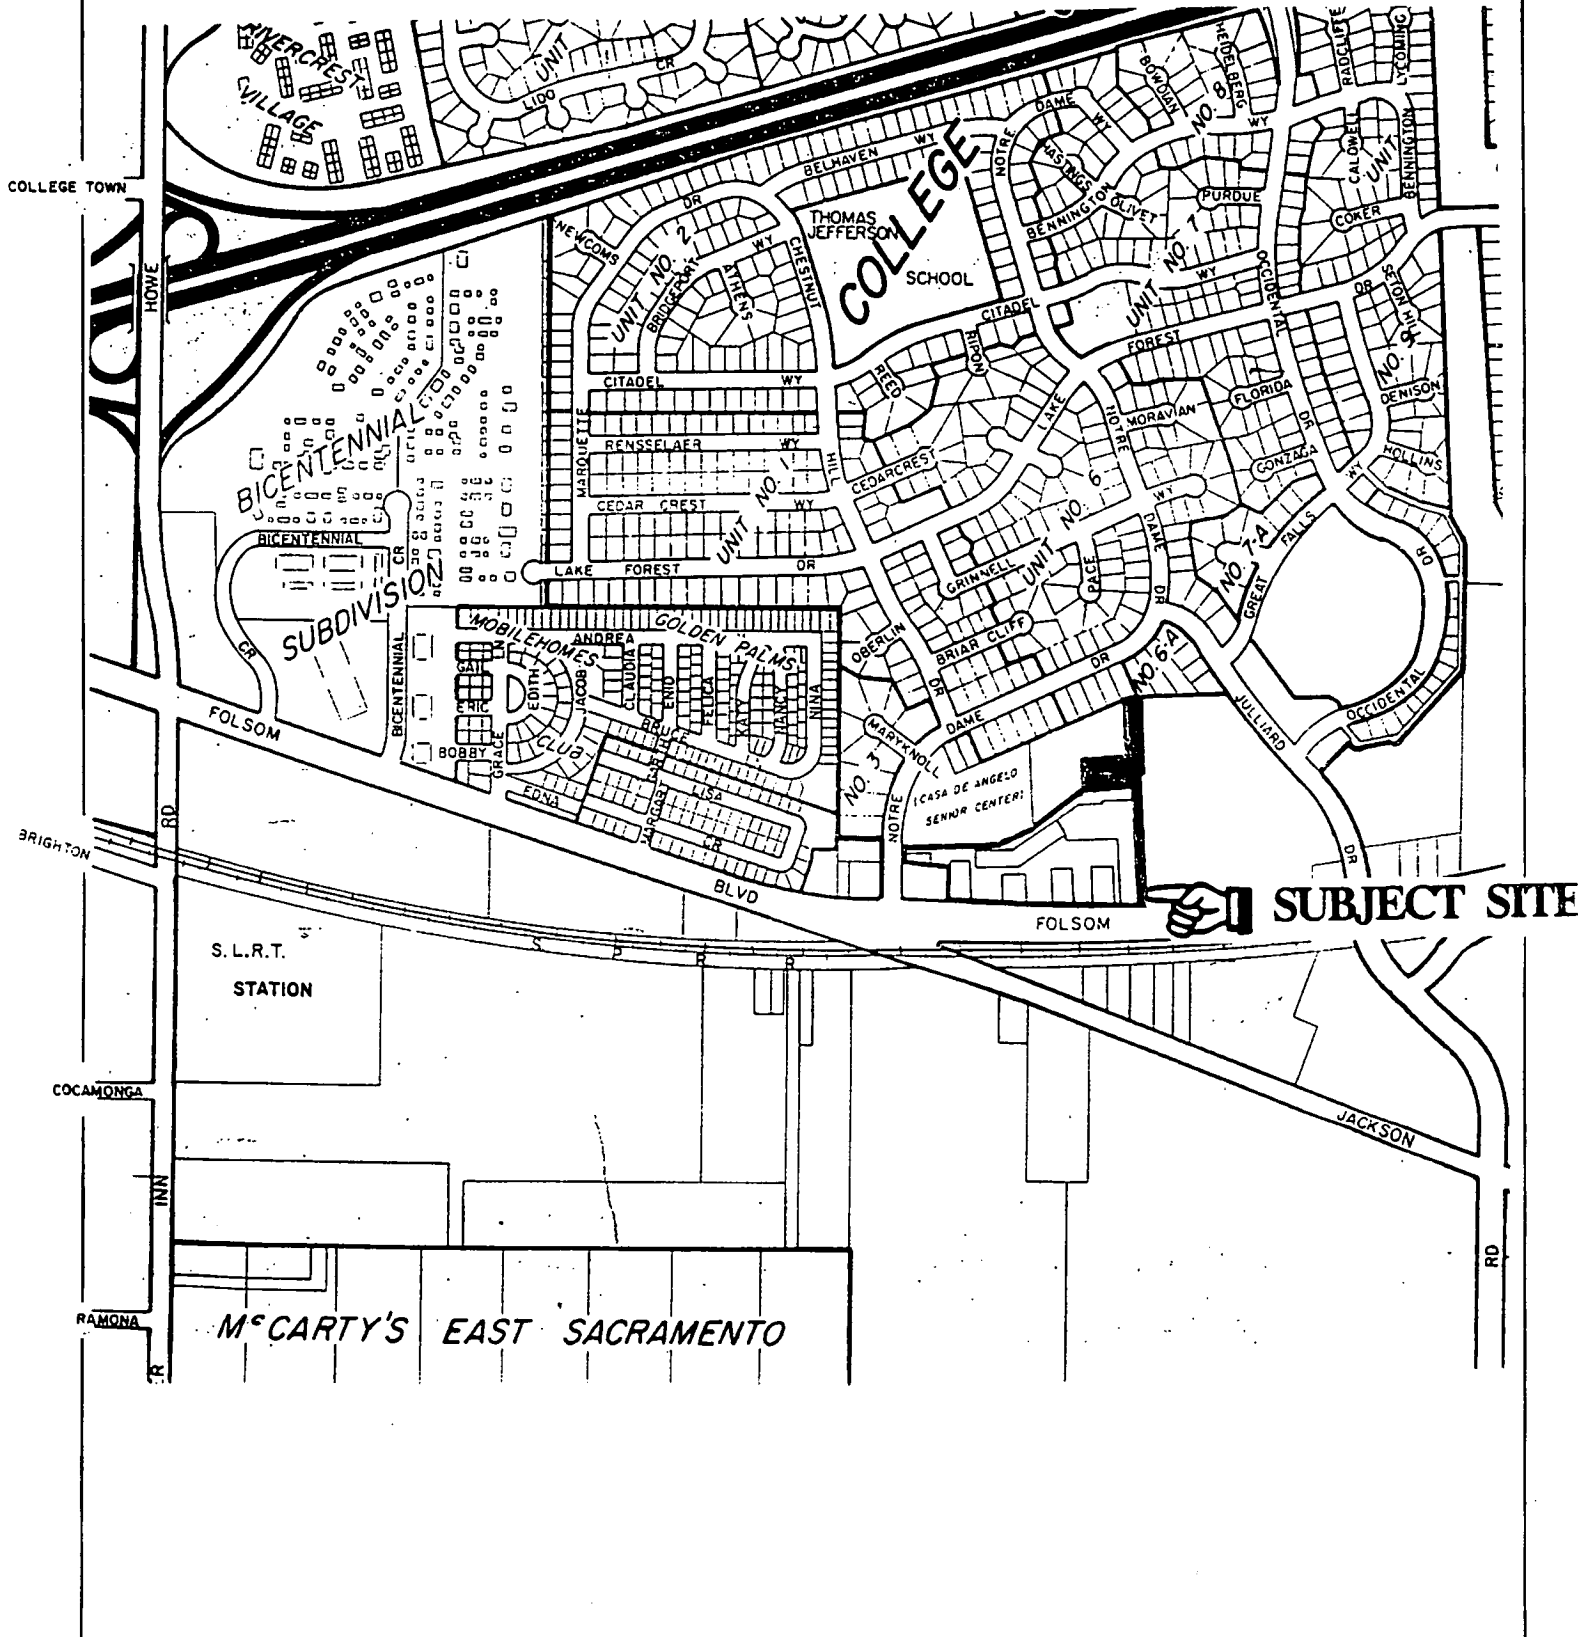 RIVERCREST
VILLAGE
UNIT
LIDO
CR
COLLEGE TOWN
HOWE
RD
NEWCOMS
DR
BELHAVEN
WY
NOTRE
DAME
WY
BOWDIAN
HEIDELBERG
NO. 8
WY
RADCLIFFE
LYCOMING
CALDWELL
UNIT
BENNINGTON
HASTINGS
BENNINGTON
OLIVET
PURDUE
COKER
COLLEGE
THOMAS
JEFFERSON
SCHOOL
UNIT NO. 2
BRIDGEPORT
WY
ATHENS
CHESTNUT
HILL
CITADEL
WY
UNIT
NO. 7
OCCIDENTAL
DR
SETON HILL
NO. 9
DENISON
HOLLINS
FOREST
DR
LAKE
RIPON
REED
FLORIDA
MORAVIAN
GONZAGA
WY
NOTRE
DAME
DR
CITADEL
WY
MARQUETTE
RENSSELAER
WY
UNIT NO. 1
CEDAR CREST
WY
CEDARCREST
LAKE
FOREST
DR
BICENTENNIAL
SUBDIVISION
BICENTENNIAL
CR
CR
BICENTENNIAL
UNIT
NO. 6
WY
GRINNELL
PACE
BRIAR CLIFF
OBERLIN
DR
NO. 7-A
GREAT
FALLS
DR
OCCIDENTAL
NO. 6-A
JULLIARD
DR
GOLDEN
PALMS
MOBILEHOMES
CLUB
ANDREA
GAIL
ERIC
BOBBY
GRACE
EDITH
JACOB
CLAUDIA
ENID
FELICA
KATY
NANCY
NINA
BRUCE
EDNA
LISA
CR
MARYKNOLL
NO. 3
NOTRE
DAME
DR
(CASA DE ANGELO
SENIOR CENTER)
FOLSOM
BLVD
FOLSOM
SUBJECT SITE
BRIGHTON
S. P. R. R.
S.L.R.T.
STATION
COCAMONGA
INN
JACKSON
RD
RAMONA
McCARTY'S EAST SACRAMENTO